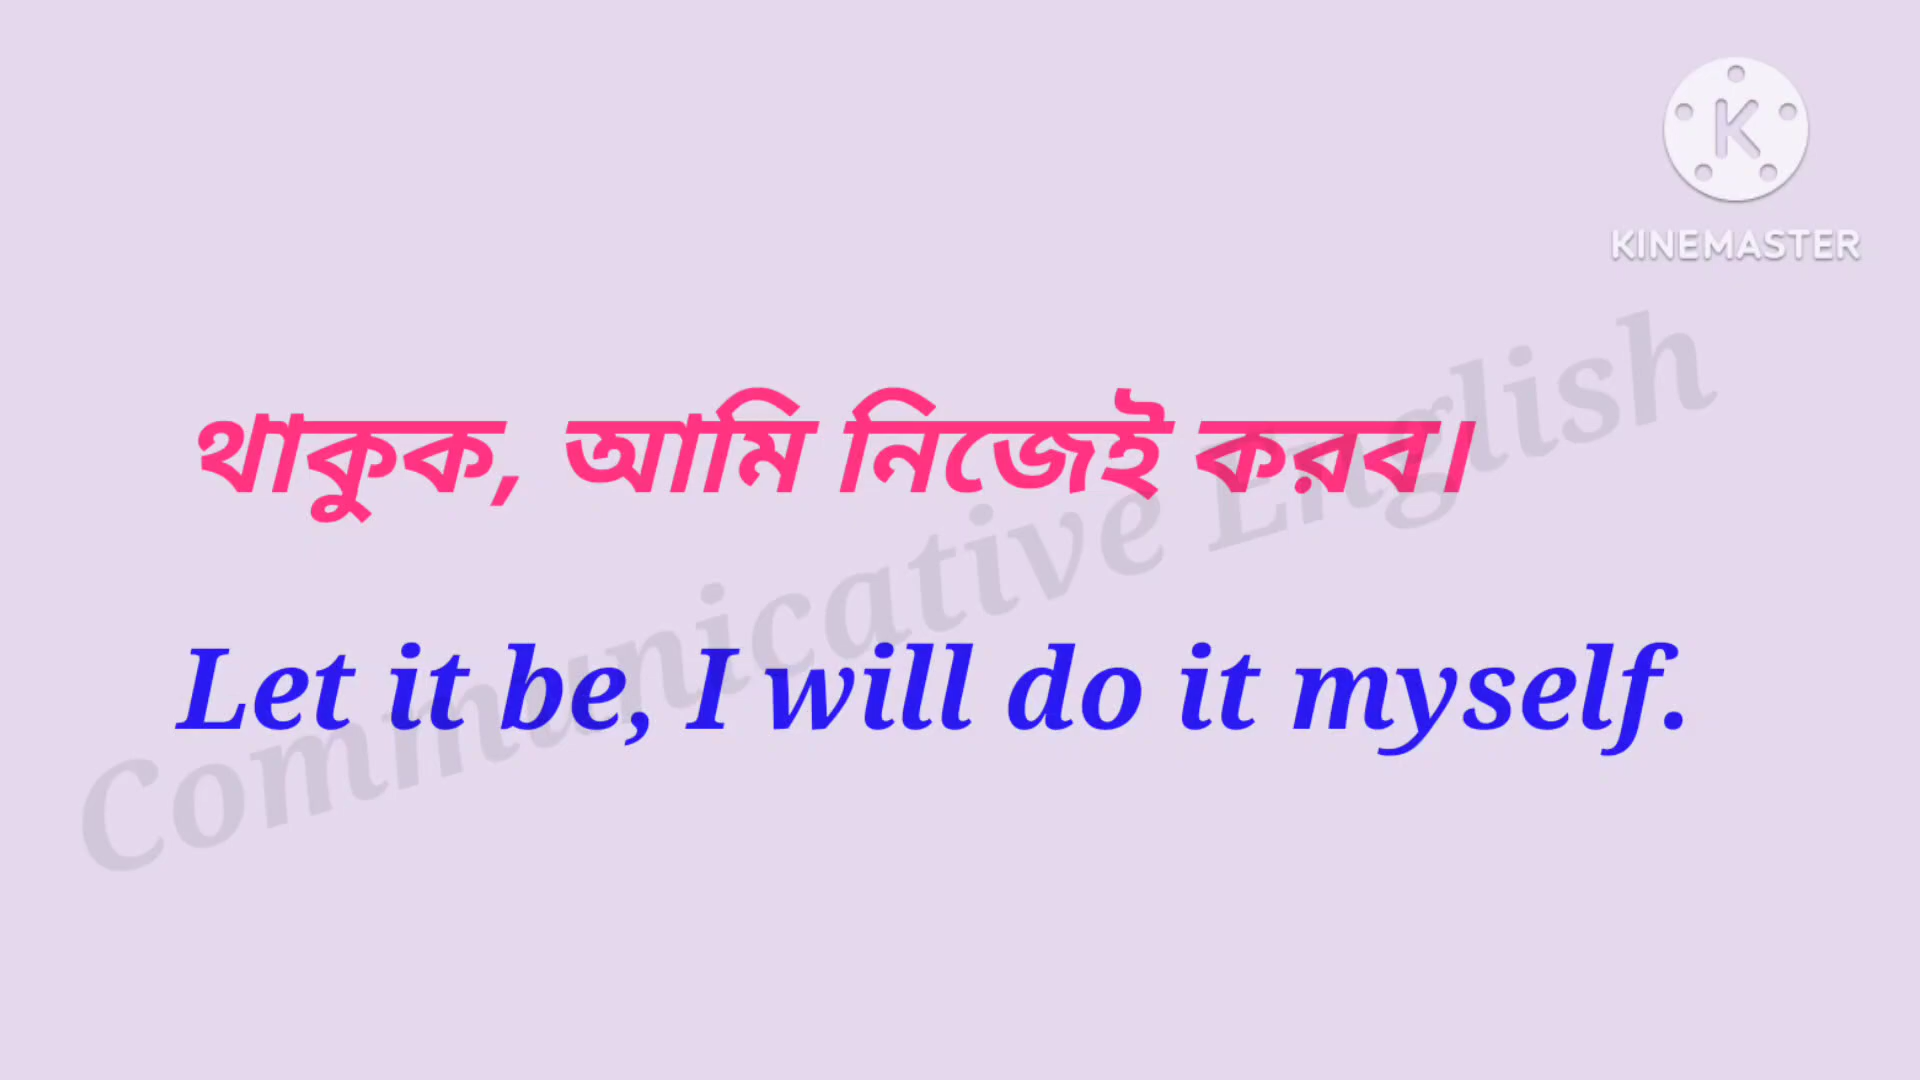 KINEMASTER
থাকুক, আমি নিজেই করব।
Let it be, I will do it myself.
Communicative English